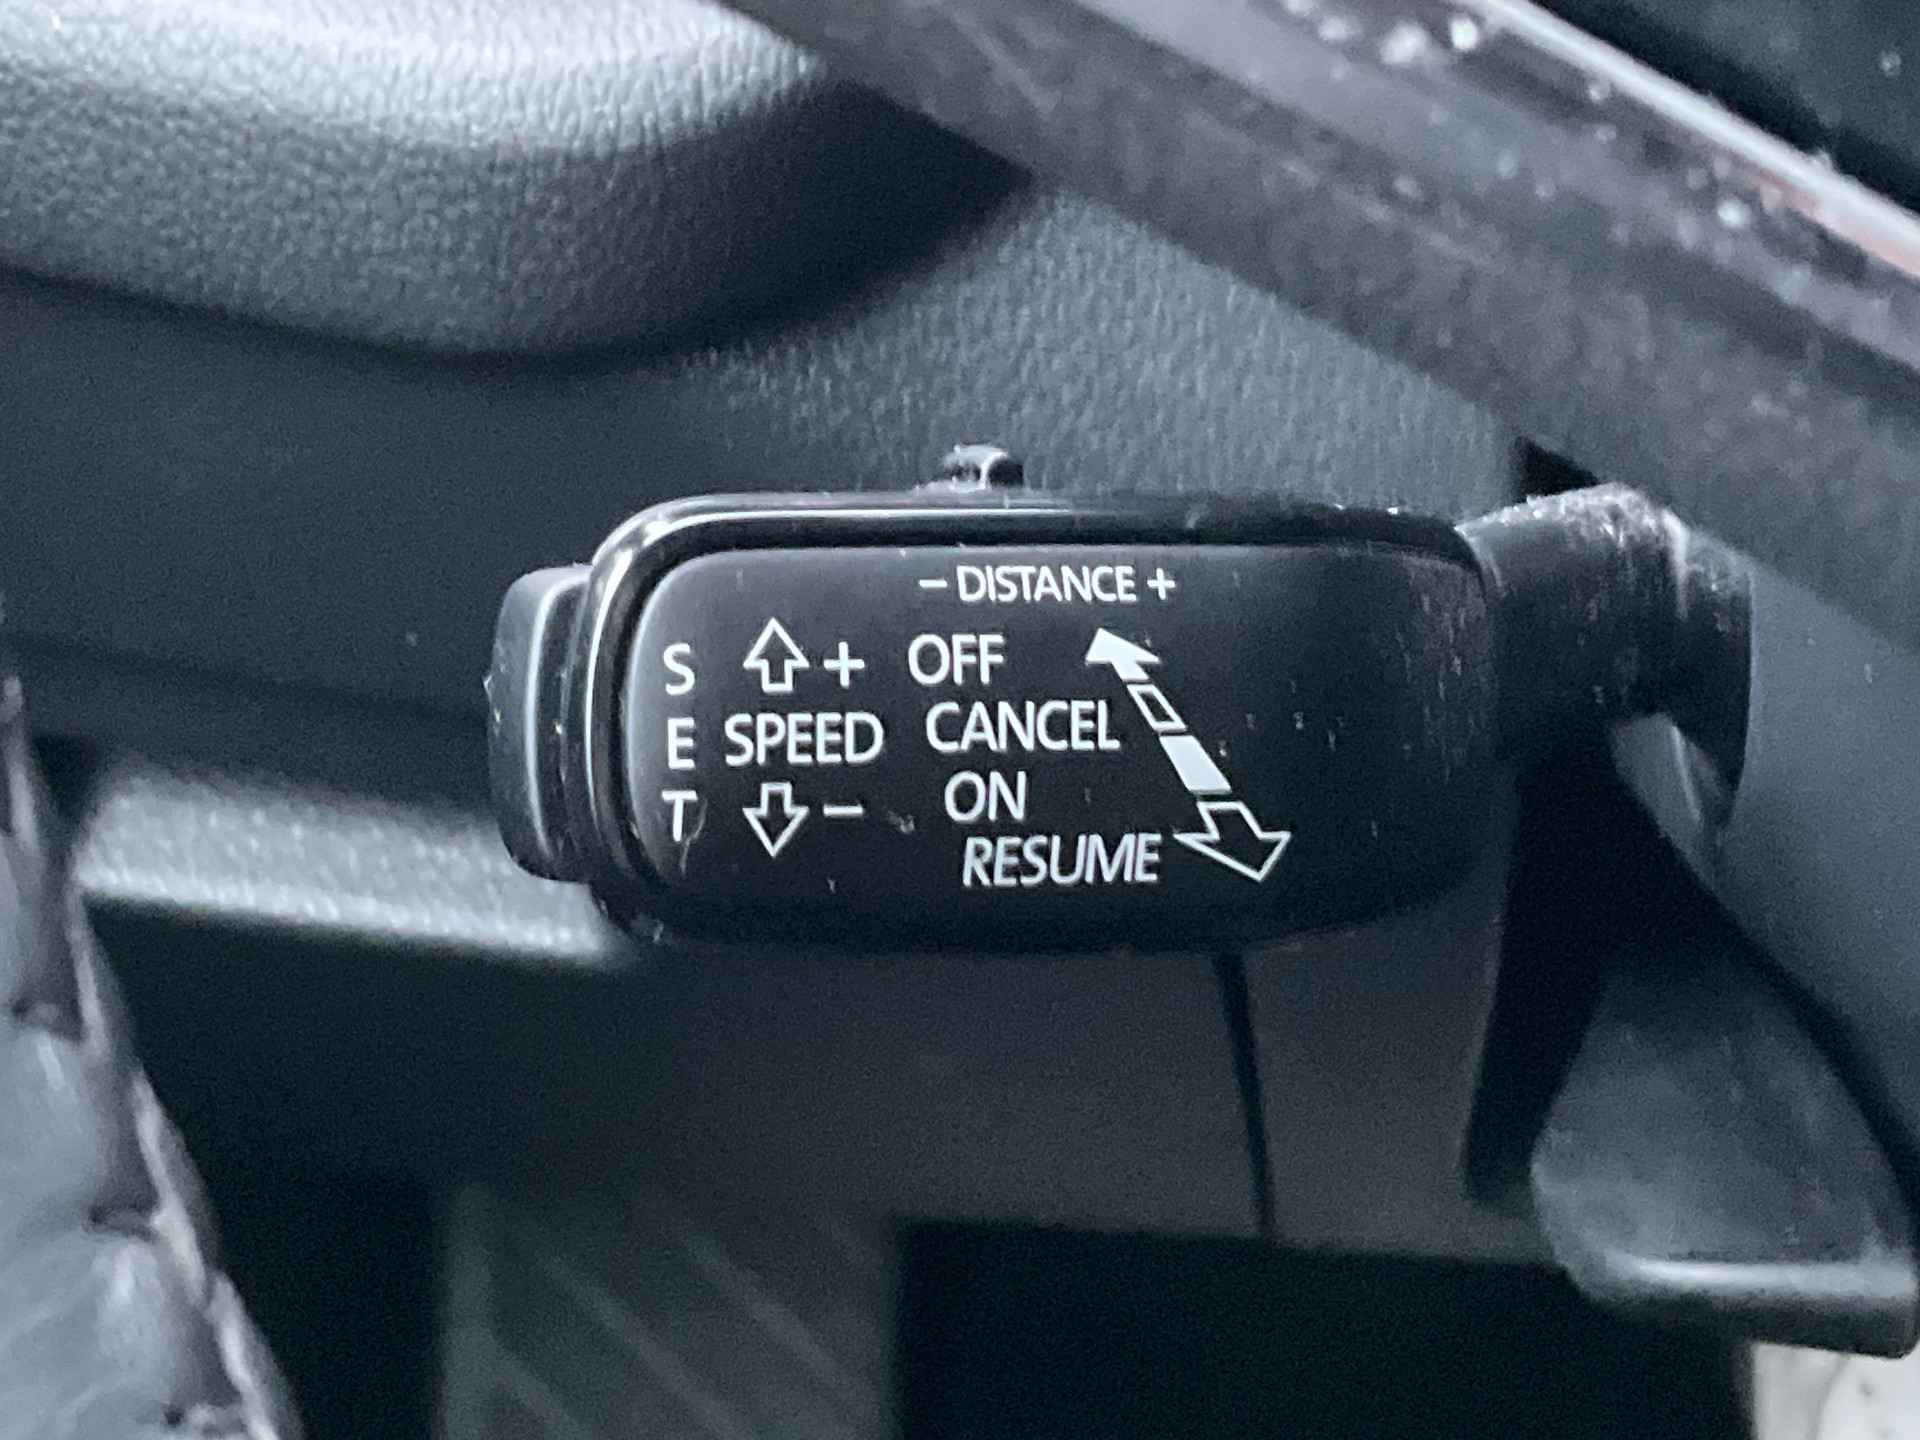 - DISTANCE +
S
E
T
+
SPEED
-
OFF
CANCEL
ON
RESUME